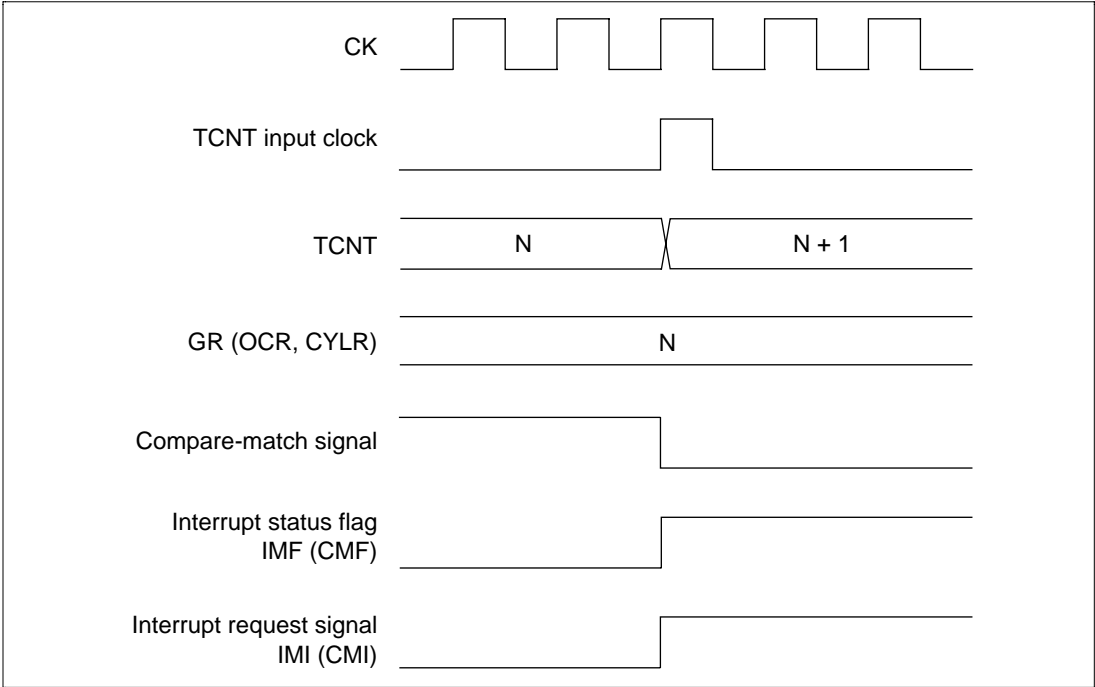 CK
TCNT input clock
TCNT
N
N + 1
GR (OCR, CYLR)
N
Compare-match signal
Interrupt status flag
IMF (CMF)
Interrupt request signal
IMI (CMI)